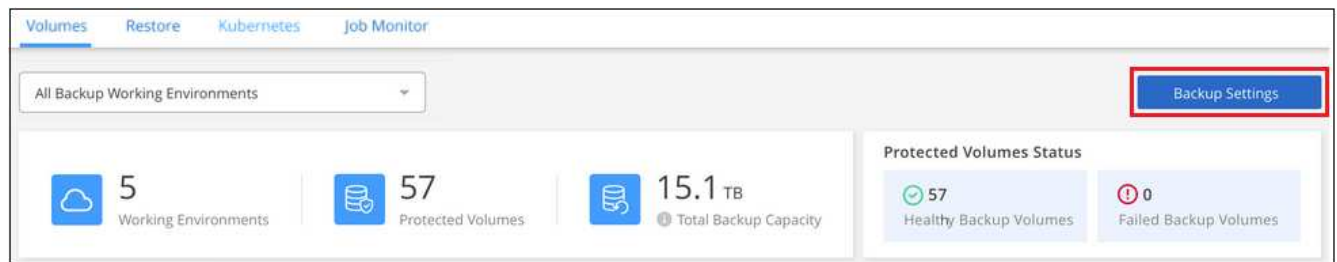 Volumes Restore Kubernetes Job Monitor
All Backup Working Environments
Backup Settings
5
Working Environments
57
Protected Volumes
15.1 TB
Total Backup Capacity
Protected Volumes Status
57
Healthy Backup Volumes
0
Failed Backup Volumes